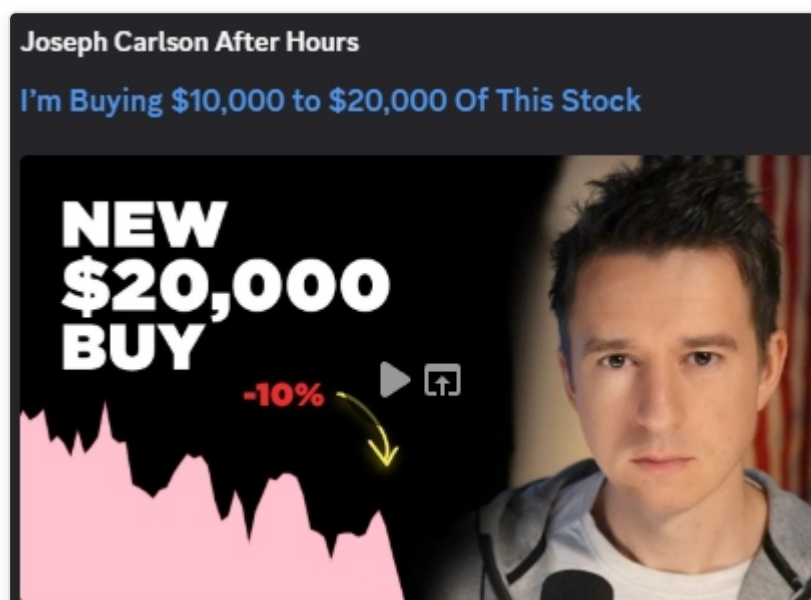 Joseph Carlson After Hours
I’m Buying $10,000 to $20,000 Of This Stock
NEW
$20,000
BUY
-10%